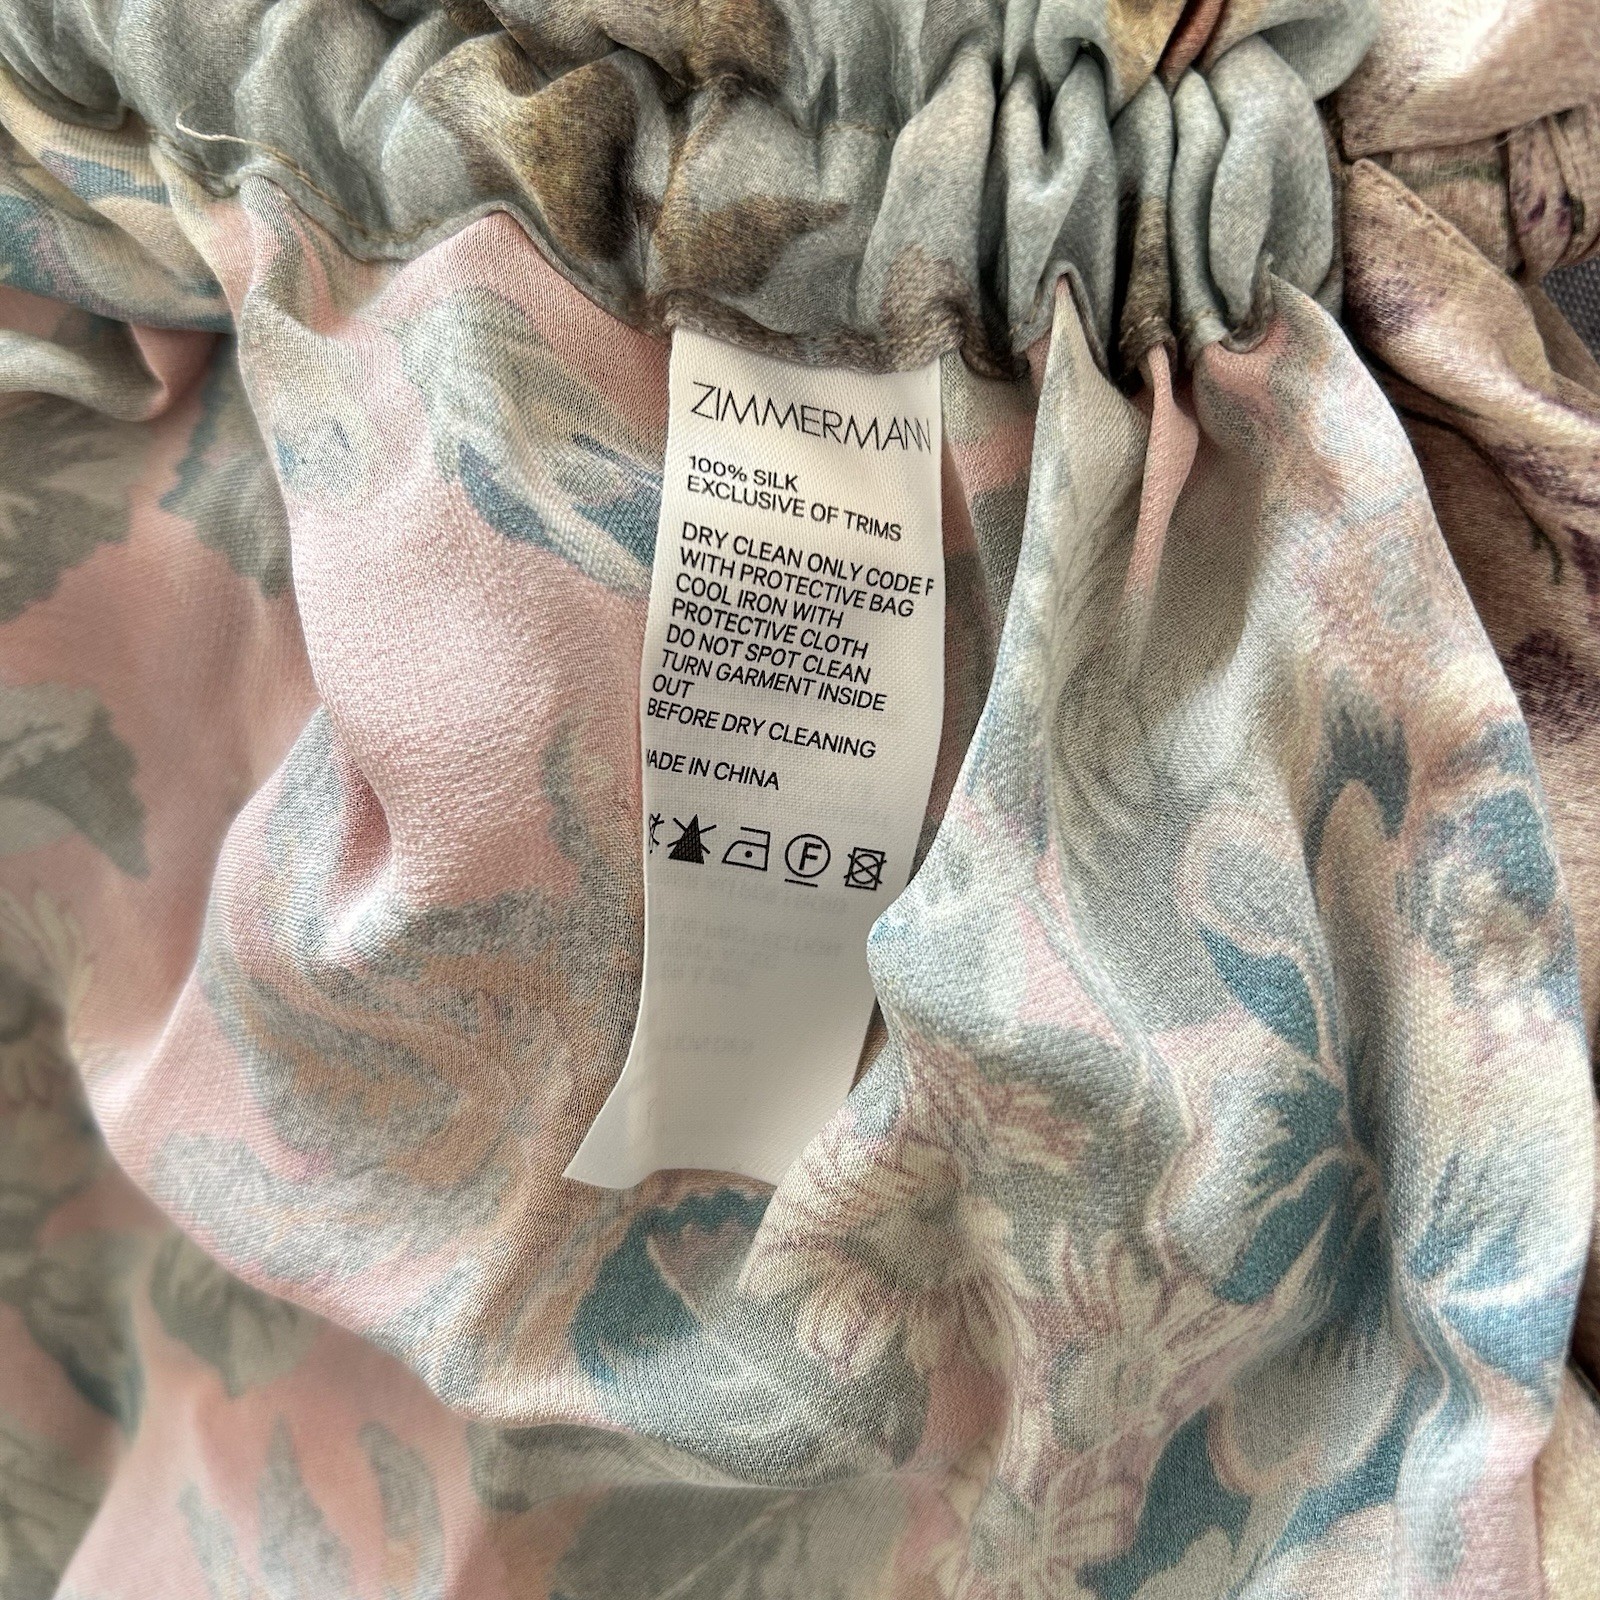 ZIMMERMANN
100% SILK
EXCLUSIVE OF TRIMS
DRY CLEAN ONLY CODE F
WITH PROTECTIVE BAG
COOL IRON WITH
PROTECTIVE CLOTH
DO NOT SPOT CLEAN
TURN GARMENT INSIDE
OUT
BEFORE DRY CLEANING
MADE IN CHINA
F